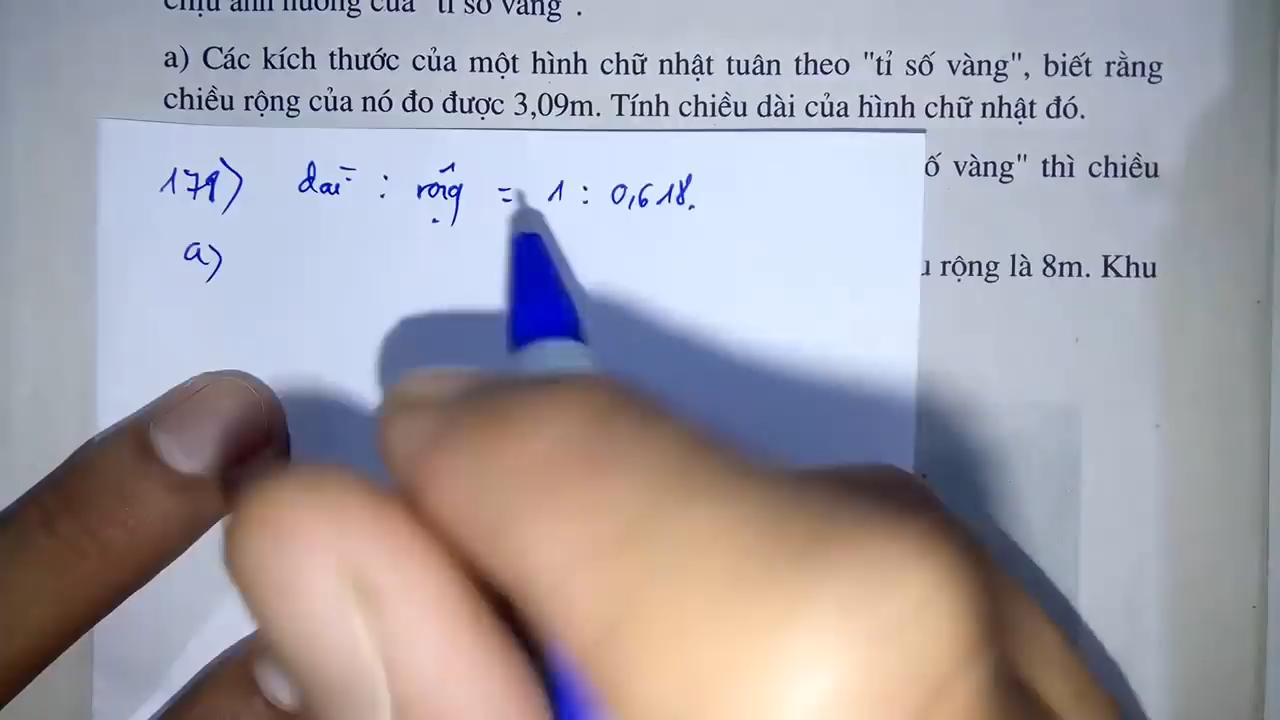 chịu ảnh hưởng của "tỉ số vàng".
a) Các kích thước của một hình chữ nhật tuân theo "tỉ số vàng", biết rằng
chiều rộng của nó đo được 3,09m. Tính chiều dài của hình chữ nhật đó.
số vàng" thì chiều
179) dài : rộng = 1 : 0,618.
a)
rộng là 8m. Khu